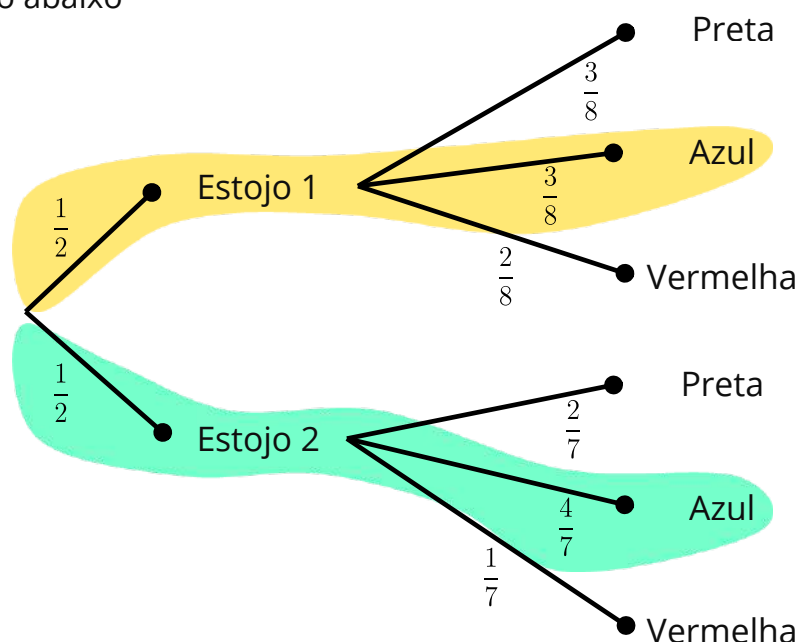 o abaixo
Preta
3/8
Azul
Estojo 1
3/8
1/2
2/8
Vermelha
1/2
Preta
2/7
Estojo 2
Azul
4/7
1/7
Vermelha